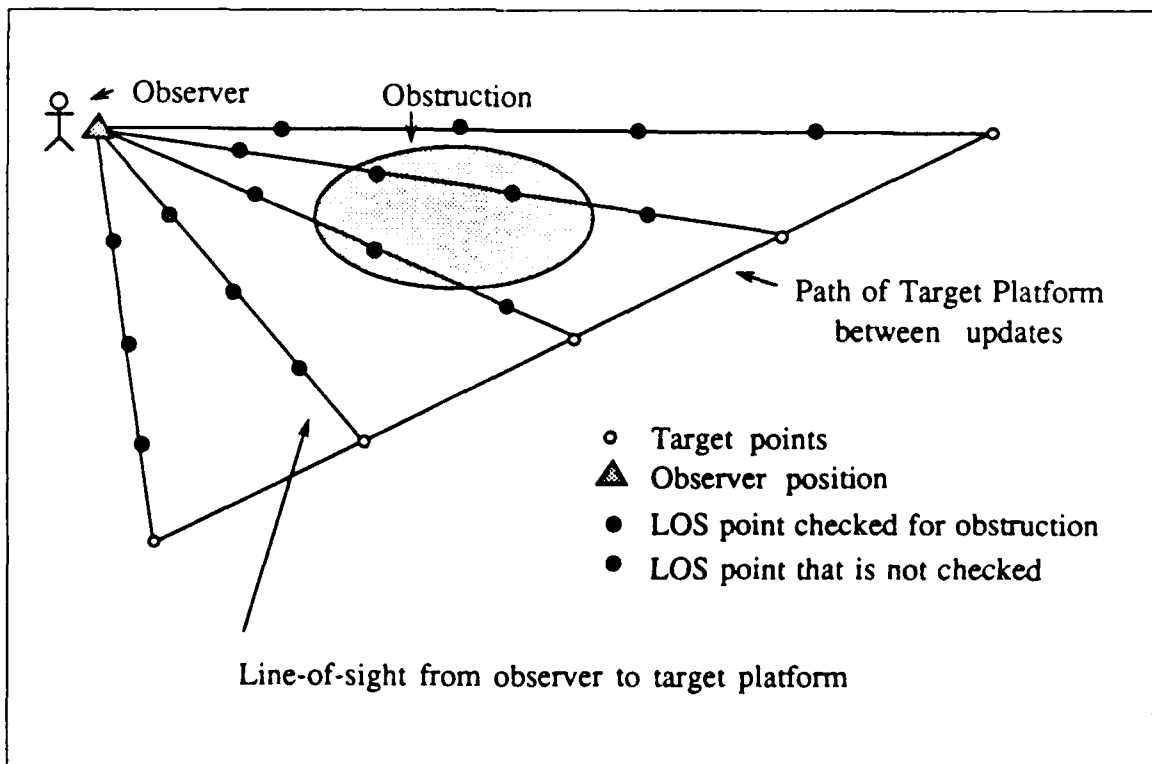 Observer
Obstruction
Path of Target Platform
between updates
Target points
Observer position
LOS point checked for obstruction
LOS point that is not checked
Line-of-sight from observer to target platform